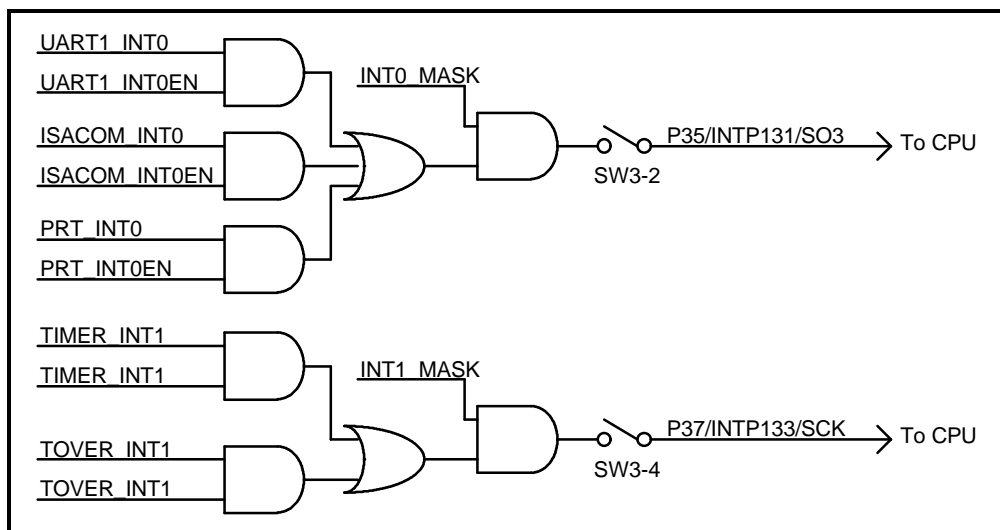 UART1_INT0
UART1_INT0EN
INT0_MASK
ISACOM_INT0
ISACOM_INT0EN
P35/INTP131/SO3
To CPU
SW3-2
PRT_INT0
PRT_INT0EN
TIMER_INT1
TIMER_INT1
INT1_MASK
P37/INTP133/SCK
To CPU
SW3-4
TOVER_INT1
TOVER_INT1